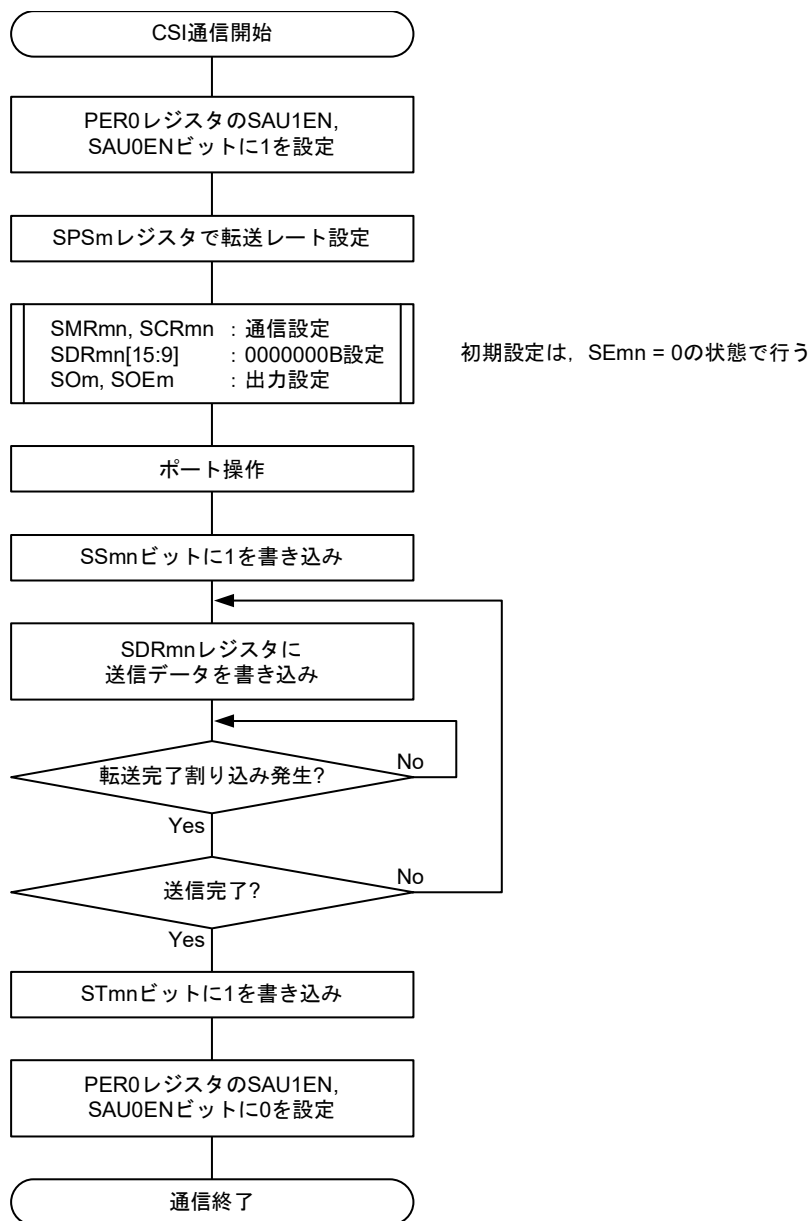 CSI通信開始
PER0レジスタのSAU1EN,
SAU0ENビットに1を設定
SPSmレジスタで転送レート設定
SMRmn, SCRmn ：通信設定
SDRmn[15:9] ：0000000B設定
SOm, SOEm ：出力設定
初期設定は，SEmn = 0の状態で行う
ポート操作
SSmnビットに1を書き込み
SDRmnレジスタに
送信データを書き込み
転送完了割り込み発生?
No
Yes
送信完了?
No
Yes
STmnビットに1を書き込み
PER0レジスタのSAU1EN,
SAU0ENビットに0を設定
通信終了